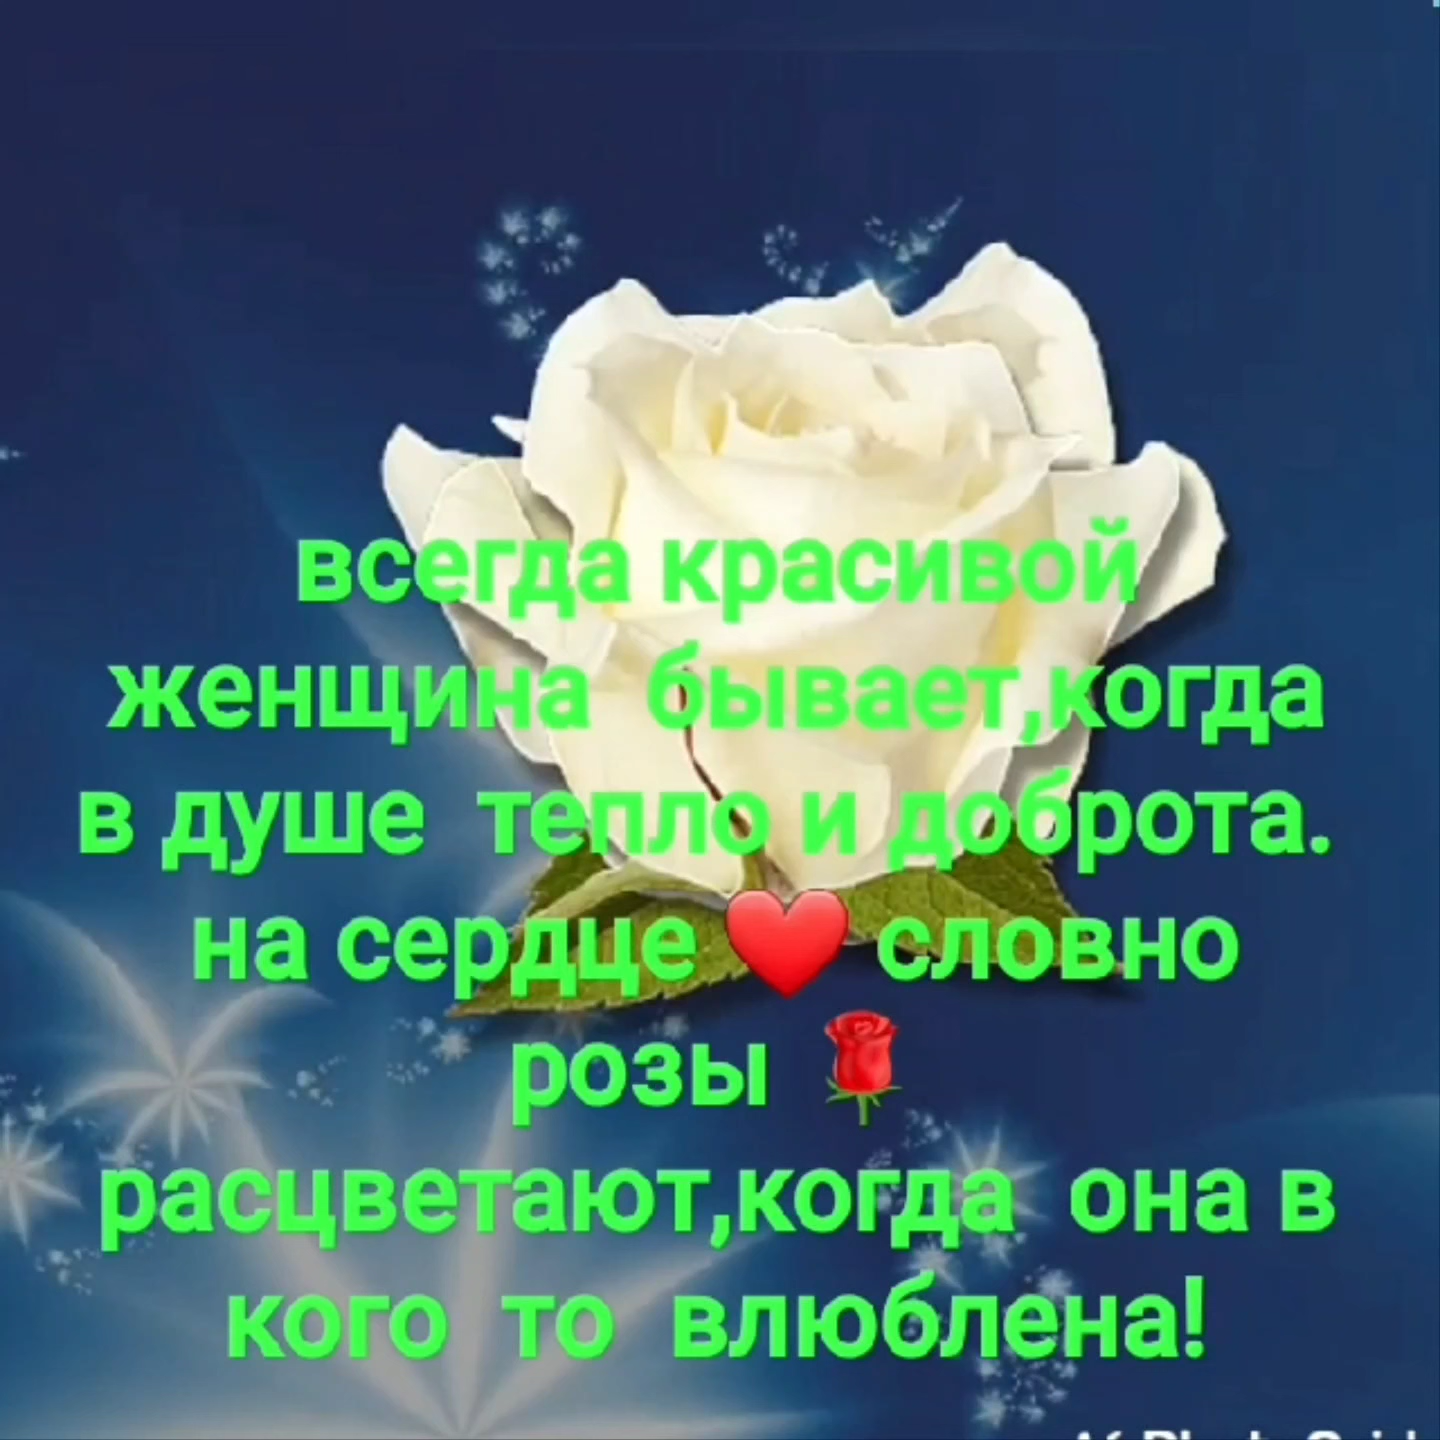 всегда красивой
женщина бывает,когда
в душе тепло и доброта.
на сердце ❤️ словно
розы 🌹
расцветают,когда она в
кого то влюблена!